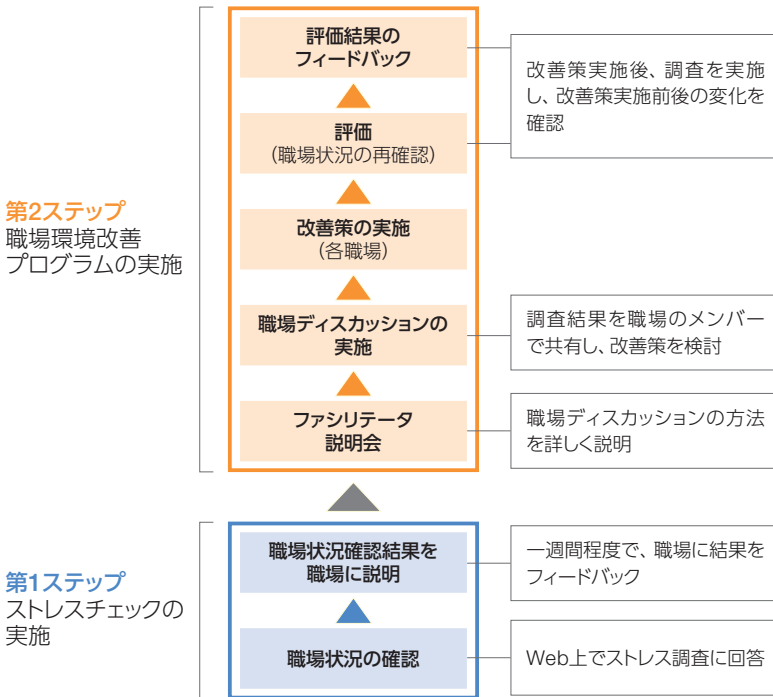 評価結果の
フィードバック
改善策実施後、調査を実施
し、改善策実施前後の変化を
確認
評価
(職場状況の再確認)
第2ステップ
職場環境改善
プログラムの実施
改善策の実施
(各職場)
職場ディスカッションの
実施
調査結果を職場のメンバー
で共有し、改善策を検討
ファシリテータ
説明会
職場ディスカッションの方法
を詳しく説明
第1ステップ
ストレスチェックの
実施
職場状況確認結果を
職場に説明
一週間程度で、職場に結果を
フィードバック
職場状況の確認
Web上でストレス調査に回答